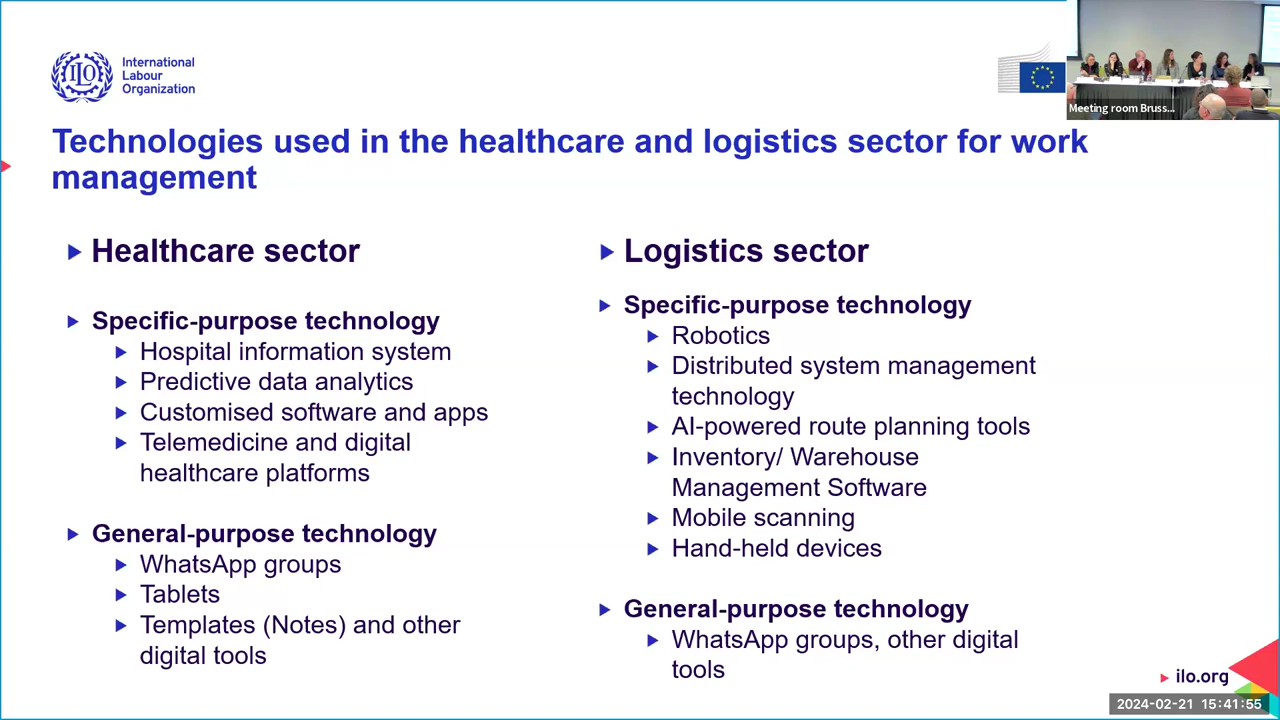 International
Labour
Organization
Meeting room Bruss...
Technologies used in the healthcare and logistics sector for work
management
Healthcare sector
Specific-purpose technology
Hospital information system
Predictive data analytics
Customised software and apps
Telemedicine and digital
healthcare platforms
General-purpose technology
WhatsApp groups
Tablets
Templates (Notes) and other
digital tools
Logistics sector
Specific-purpose technology
Robotics
Distributed system management
technology
AI-powered route planning tools
Inventory/ Warehouse
Management Software
Mobile scanning
Hand-held devices
General-purpose technology
WhatsApp groups, other digital
tools
ilo.org
2024-02-21 15:41:55